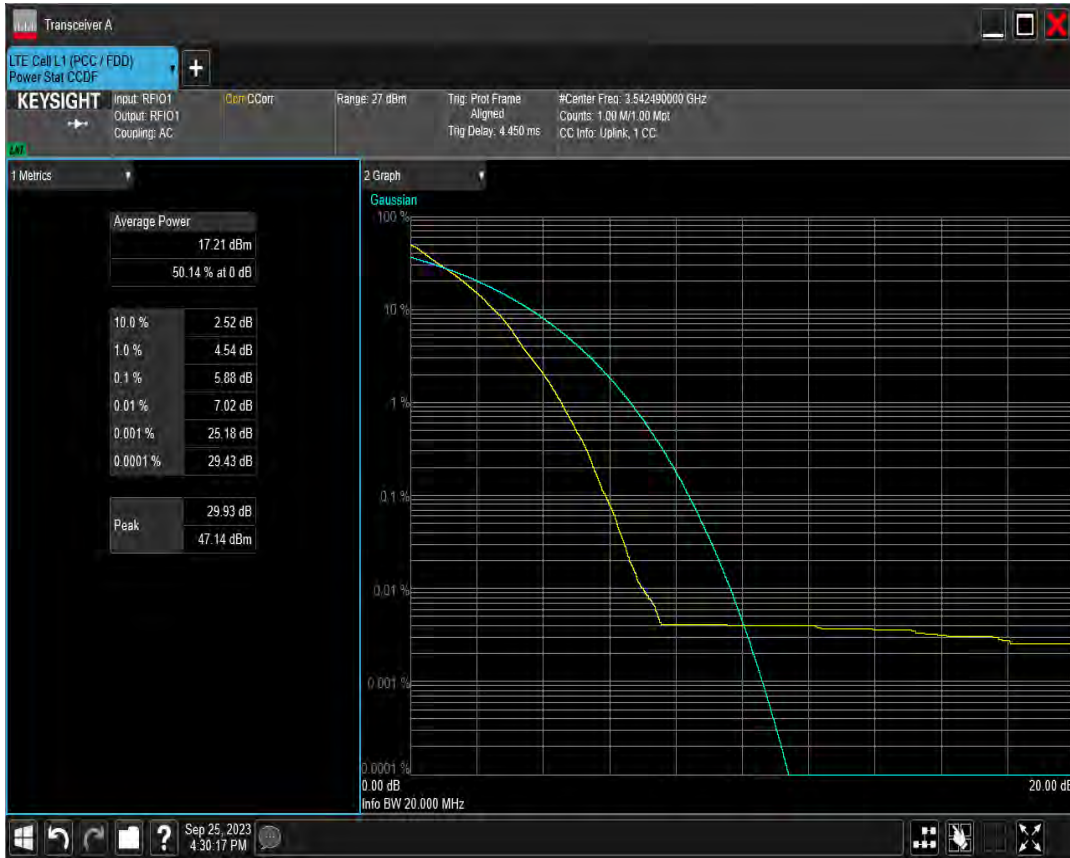 Transceiver A
LTE Cell L1 (PCC / FDD)
Power Stat CCDF
KEYSIGHT
Input: RFIO1
Output: RFIO1
Coupling: AC
Corr CCorr
Range: 27 dBm
Trig: Prot Frame
Aligned
Trig Delay: 4.450 ms
#Center Freq: 3.542490000 GHz
Counts: 1.00 M/1.00 Mpt
CC Info: Uplink, 1 CC
1 Metrics
Average Power
17.21 dBm
50.14 % at 0 dB
10.0 % 2.52 dB
1.0 % 4.54 dB
0.1 % 5.88 dB
0.01 % 7.02 dB
0.001 % 25.18 dB
0.0001 % 29.43 dB
Peak
29.93 dB
47.14 dBm
2 Graph
Gaussian
100 %
10 %
1 %
0.1 %
0.01 %
0.001 %
0.0001 %
0.00 dB
20.00 dB
Info BW 20.000 MHz
Sep 25, 2023
4:30:17 PM